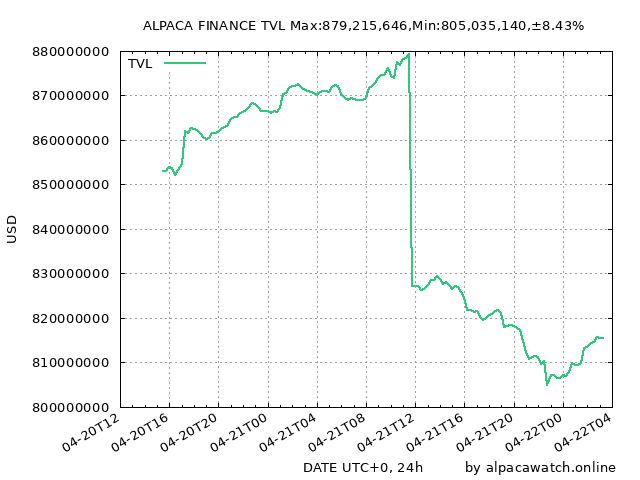 ALPACA FINANCE TVL Max:879,215,646,Min:805,035,140,±8.43%
TVL
880000000
870000000
860000000
850000000
840000000
830000000
820000000
810000000
800000000
USD
04-20T12
04-20T16
04-20T20
04-21T00
04-21T04
04-21T08
04-21T12
04-21T16
04-21T20
04-22T00
04-22T04
DATE UTC+0, 24h
by alpacawatch.online